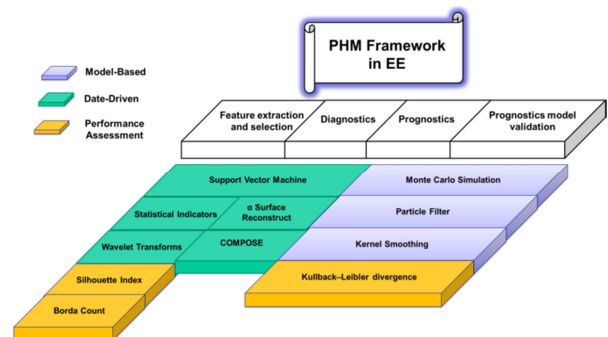 PHM Framework
in EE
Model-Based
Date-Driven
Performance
Assessment
Feature extraction
and selection
Diagnostics
Prognostics
Prognostics model
validation
Support Vector Machine
Monte Carlo Simulation
Statistical Indicators
α Surface
Reconstruct
Particle Filter
Wavelet Transforms
COMPOSE
Kernel Smoothing
Silhouette Index
Kullback–Leibler divergence
Borda Count